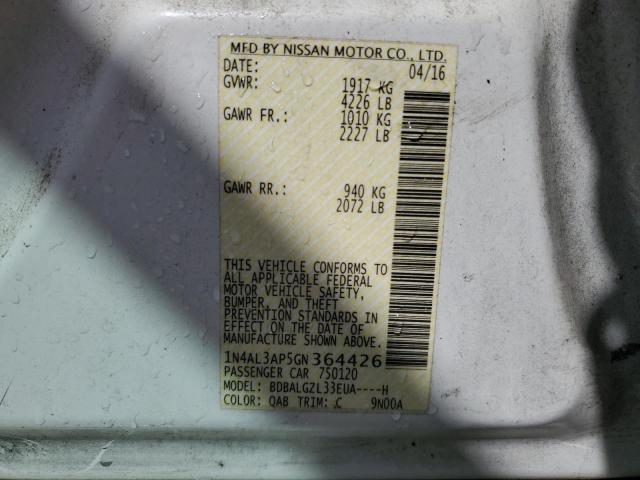 MFD BY NISSAN MOTOR CO., LTD.
DATE: 04/16
GVWR: 1917 KG
4226 LB
GAWR FR.: 1010 KG
2227 LB
GAWR RR.: 940 KG
2072 LB
THIS VEHICLE CONFORMS TO
ALL APPLICABLE FEDERAL
MOTOR VEHICLE SAFETY,
BUMPER, AND THEFT
PREVENTION STANDARDS IN
EFFECT ON THE DATE OF
MANUFACTURE SHOWN ABOVE.
1N4AL3AP5GN364426
PASSENGER CAR 750120
MODEL: BDBALGZL33EUA----H
COLOR: QAB TRIM: C 9N00A